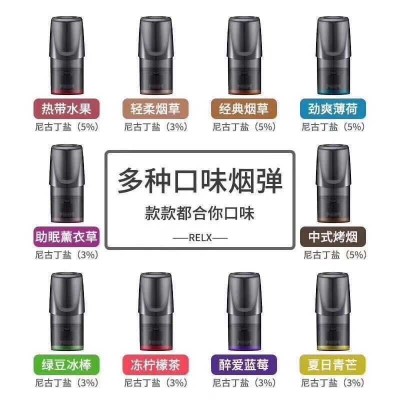 热带水果
轻柔烟草
经典烟草
劲爽薄荷
尼古丁盐（5%）
尼古丁盐（3%）
尼古丁盐（5%）
尼古丁盐（5%）
多种口味烟弹
款款都合你口味
—RELX—
助眠薰衣草
中式烤烟
尼古丁盐（3%）
尼古丁盐（5%）
绿豆冰棒
冻柠檬茶
醉爱蓝莓
夏日青芒
尼古丁盐（3%）
尼古丁盐（3%）
尼古丁盐（3%）
尼古丁盐（3%）